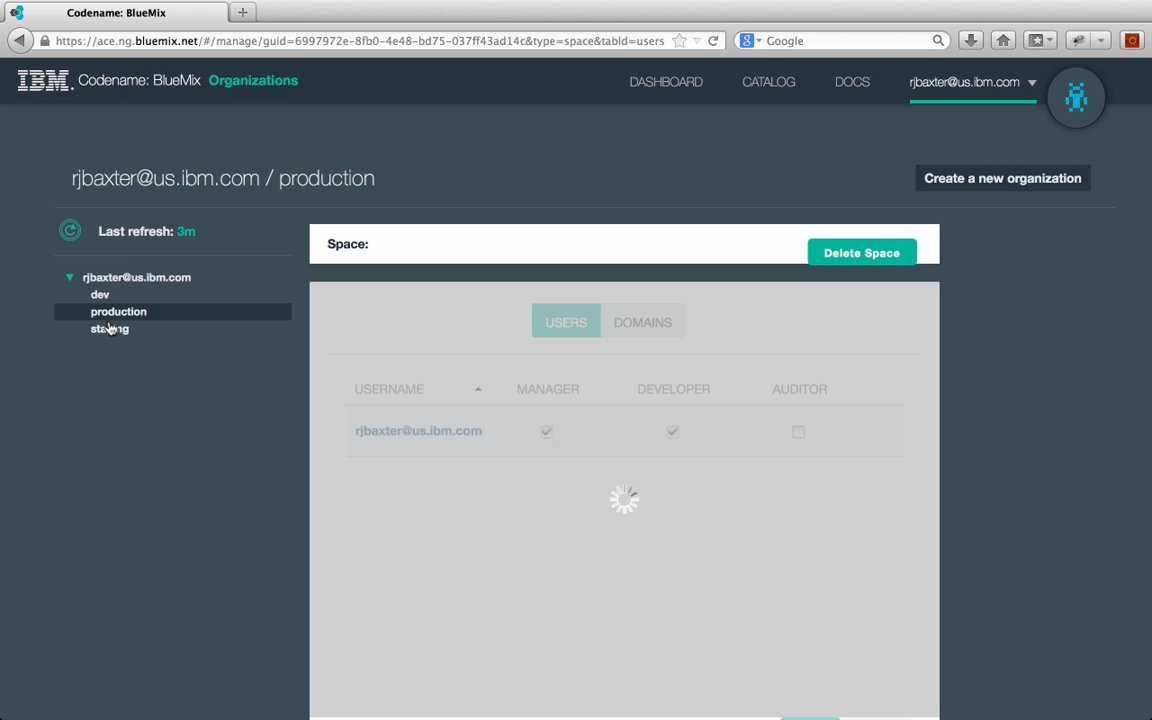 Codename: BlueMix
https://ace.ng.bluemix.net/#/manage/guid=6997972e-8fb0-4e48-bd75-037ff43ad14c&type=space&tabId=users
Google
IBM. Codename: BlueMix Organizations
DASHBOARD CATALOG DOCS rjbaxter@us.ibm.com
rjbaxter@us.ibm.com / production
Create a new organization
Last refresh: 3m
Space:
Delete Space
rjbaxter@us.ibm.com
dev
production
staging
USERS DOMAINS
USERNAME MANAGER DEVELOPER AUDITOR
rjbaxter@us.ibm.com